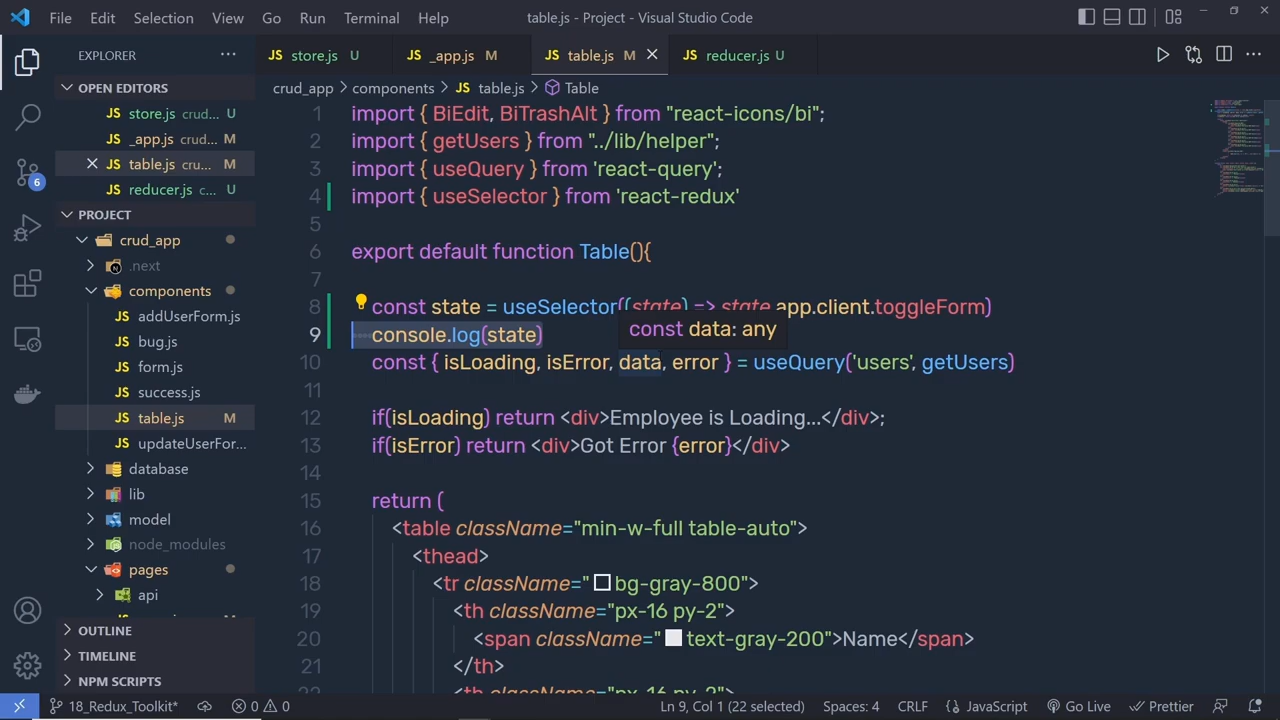 File Edit Selection View Go Run Terminal Help table.js - Project - Visual Studio Code
EXPLORER
OPEN EDITORS
JS store.js crud... U
JS _app.js crud... M
JS table.js cru... M
JS reducer.js c... U
PROJECT
crud_app
.next
components
JS addUserForm.js
JS bug.js
JS form.js
JS success.js
JS table.js M
JS updateUserFor...
database
lib
model
node_modules
pages
api
OUTLINE
TIMELINE
NPM SCRIPTS
6
JS store.js U JS _app.js M JS table.js M JS reducer.js U
crud_app > components > JS table.js > Table
1 import { BiEdit, BiTrashAlt } from "react-icons/bi";
2 import { getUsers } from "../lib/helper";
3 import { useQuery } from 'react-query';
4 import { useSelector } from 'react-redux'
5
6 export default function Table(){
7
8 const state = useSelector((state) => state.app.client.toggleForm)
9 console.log(state)
const data: any
10 const { isLoading, isError, data, error } = useQuery('users', getUsers)
11
12 if(isLoading) return <div>Employee is Loading...</div>;
13 if(isError) return <div>Got Error {error}</div>
14
15 return (
16 <table className="min-w-full table-auto">
17 <thead>
18 <tr className="bg-gray-800">
19 <th className="px-16 py-2">
20 <span className="text-gray-200">Name</span>
21 </th>
22 <th className="px-16 py-2">
18_Redux_Toolkit* 0 0 Ln 9, Col 1 (22 selected) Spaces: 4 CRLF {} JavaScript Go Live Prettier